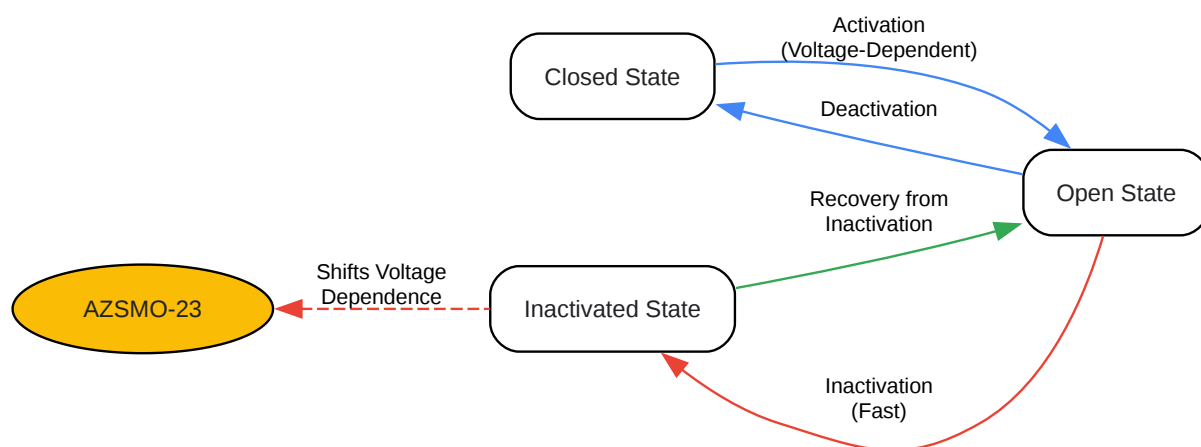 Activation
(Voltage-Dependent)
Closed State
Deactivation
Open State
Recovery from
Inactivation
Shifts Voltage
Dependence
AZSMO-23
Inactivated State
Inactivation
(Fast)